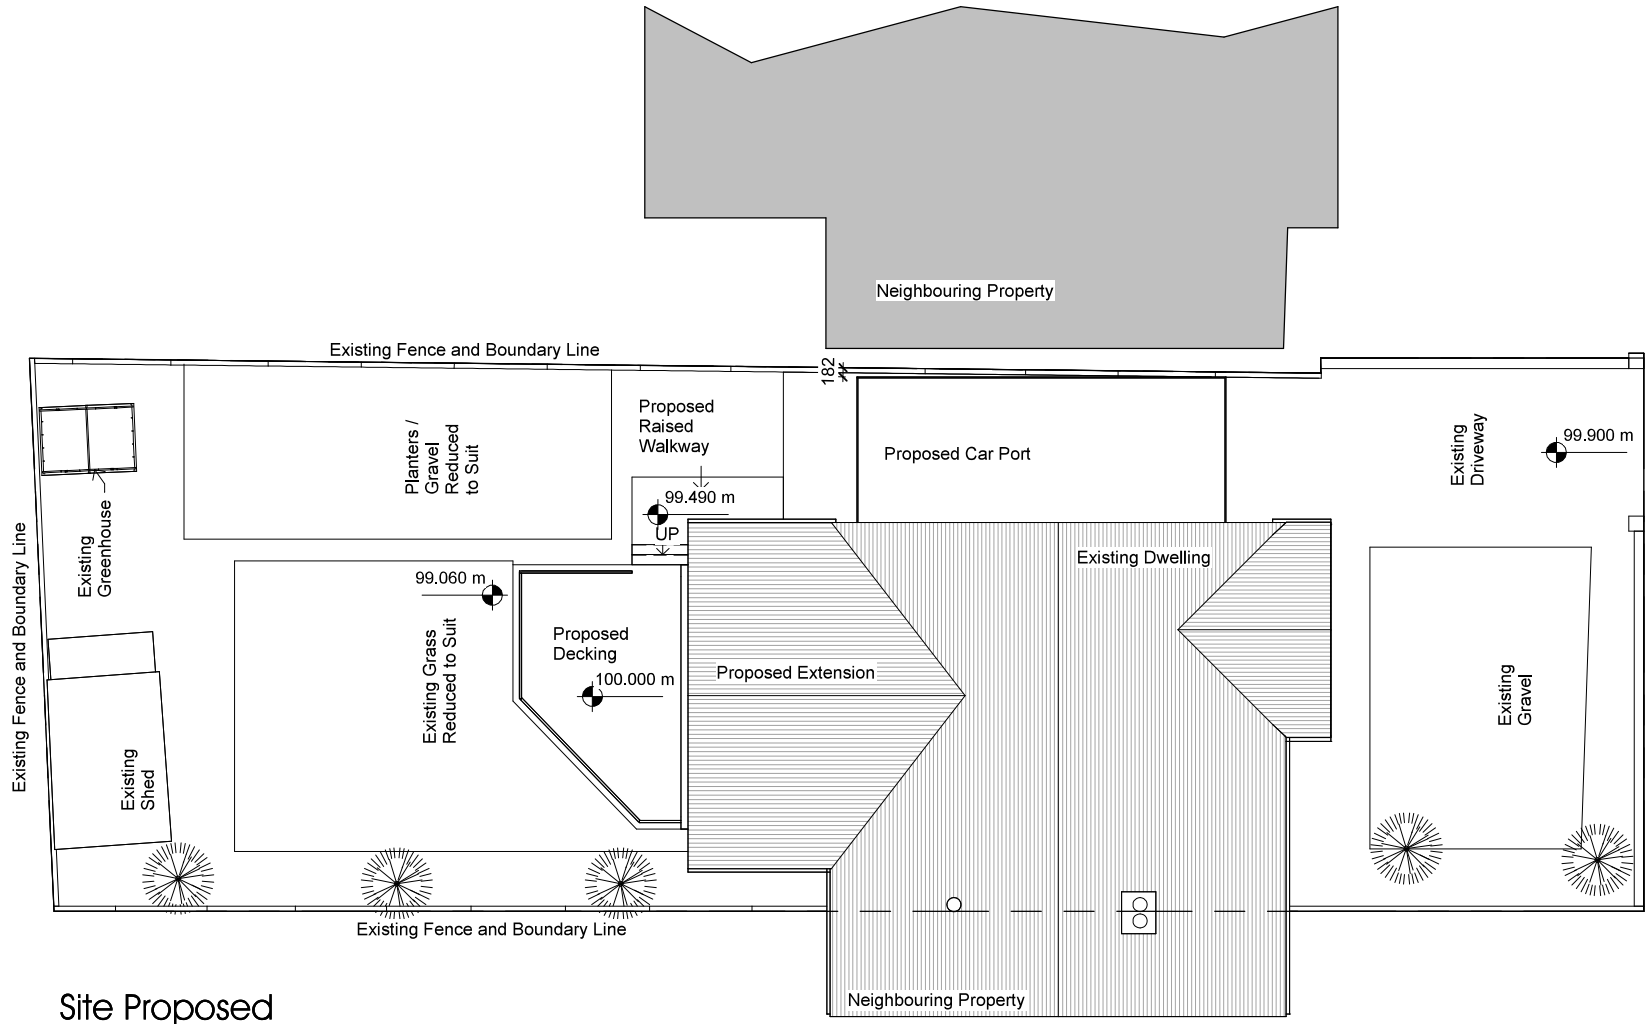 Neighbouring Property
Existing Fence and Boundary Line
182
Proposed
Raised
Walkway
Planters /
Gravel
Reduced
to Suit
Proposed Car Port
Existing
Driveway
99.900 m
99.490 m
UP
Existing
Greenhouse
Existing Fence and Boundary Line
99.060 m
Existing Dwelling
Proposed
Decking
Existing Grass
Reduced to Suit
100.000 m
Proposed Extension
Existing
Gravel
Existing
Shed
Existing Fence and Boundary Line
Neighbouring Property
Site Proposed